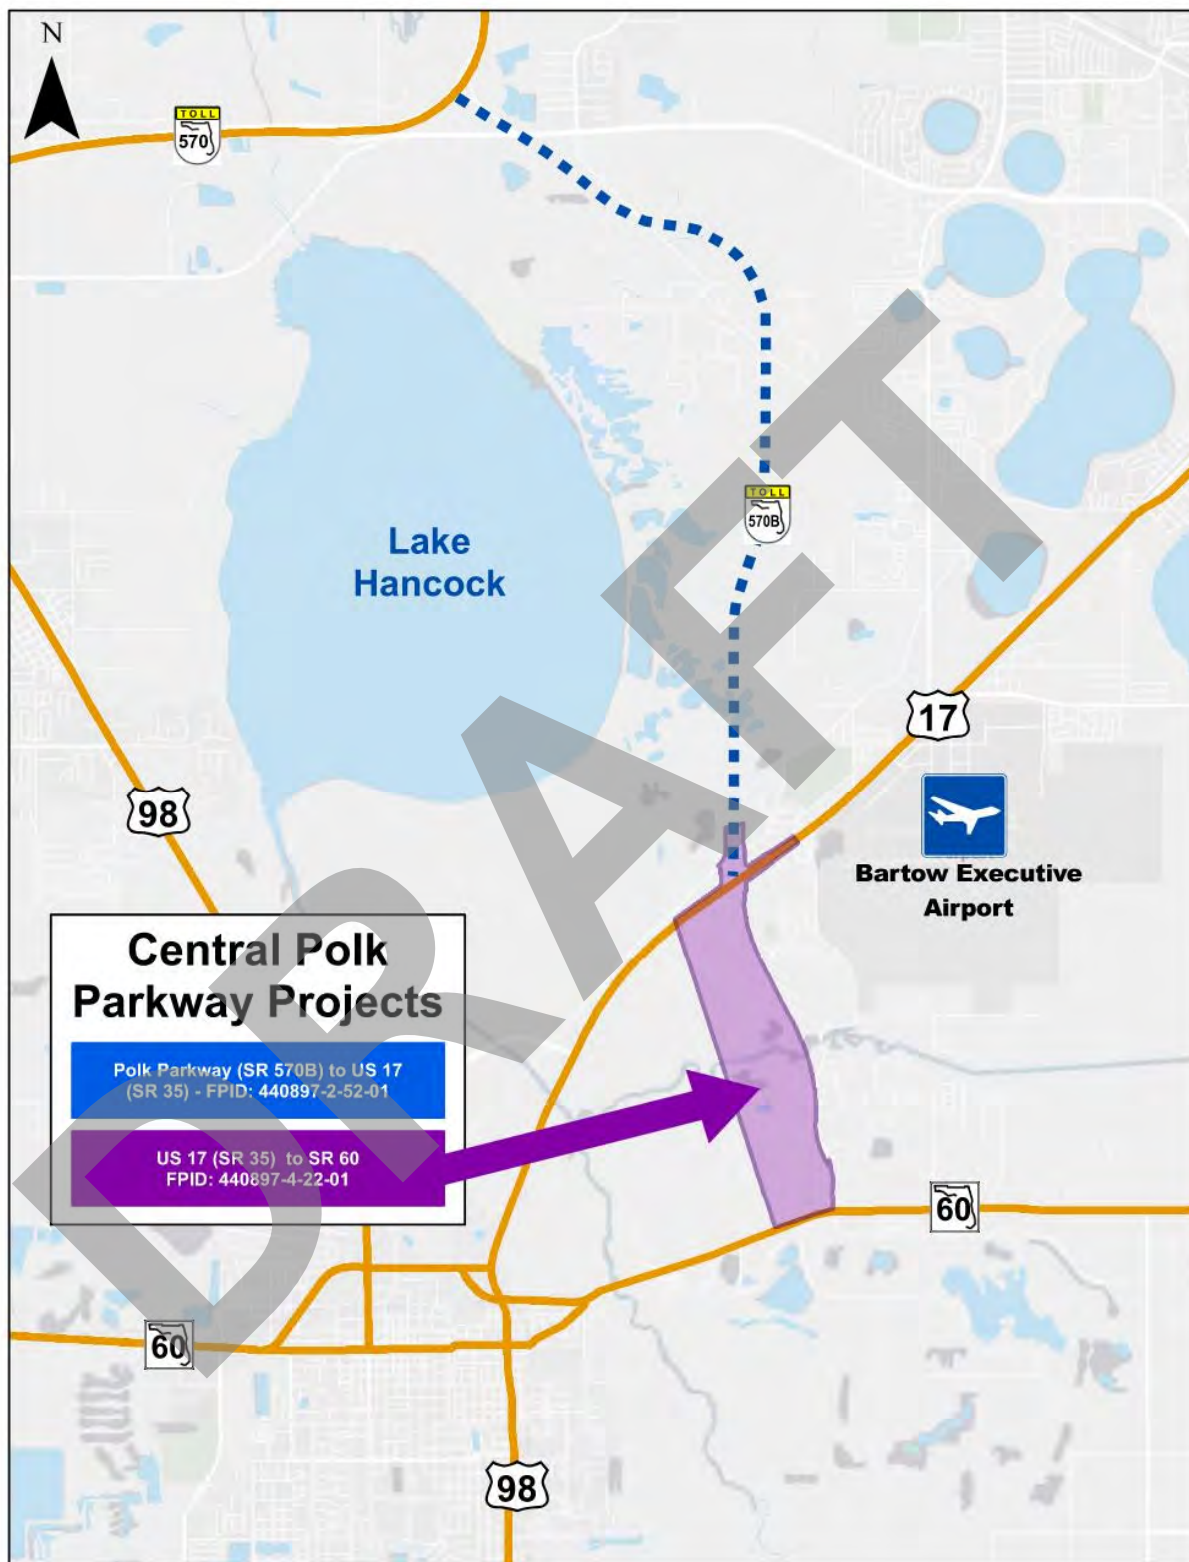 N
TOLL
570
TOLL
570B
Lake
Hancock
17
98
Bartow Executive
Airport
Central Polk
Parkway Projects
Polk Parkway (SR 570B) to US 17
(SR 35) - FPID: 440897-2-52-01
US 17 (SR 35) to SR 60
FPID: 440897-4-22-01
60
60
98
DRAFT